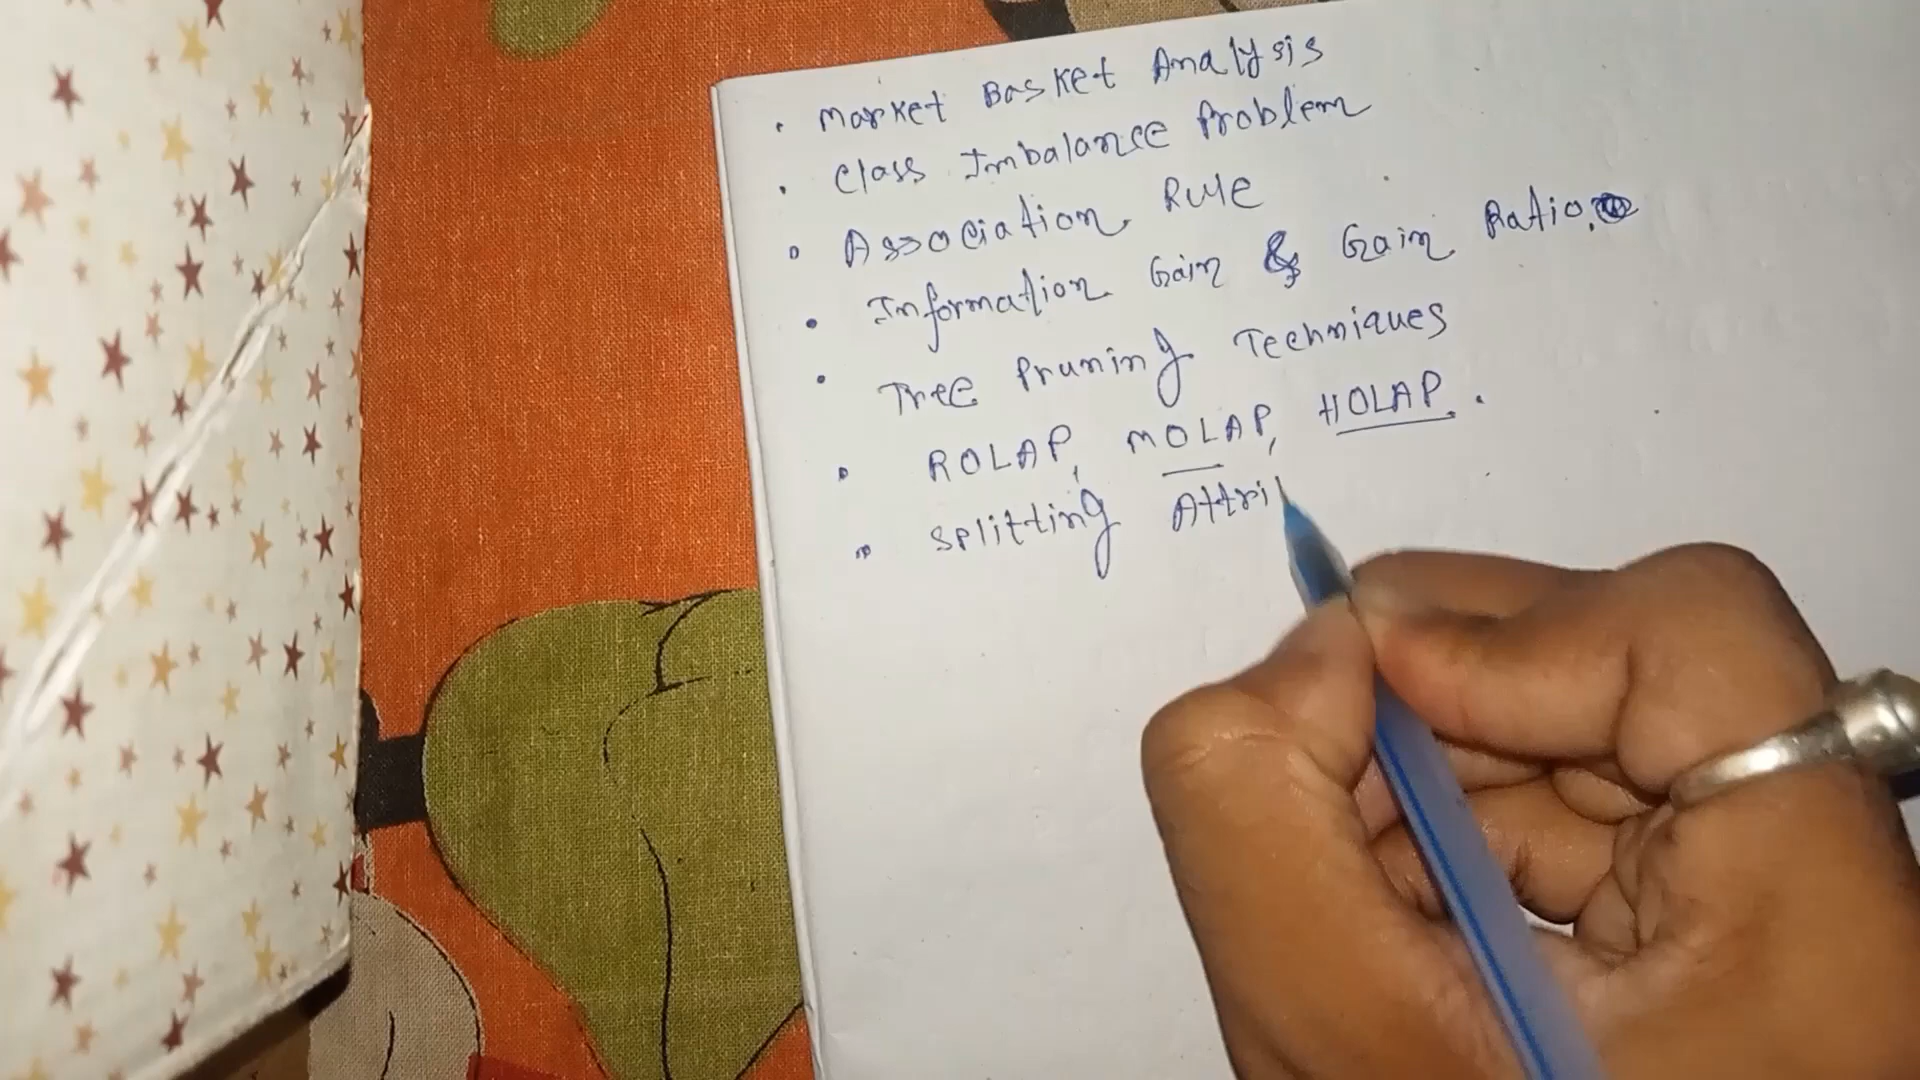 • Market Basket Analysis
• Class Imbalance Problem
• Association Rule
• Information Gain & Gain Ratio.
• Tree Pruning Techniques
• ROLAP, MOLAP, HOLAP.
• Splitting Attri